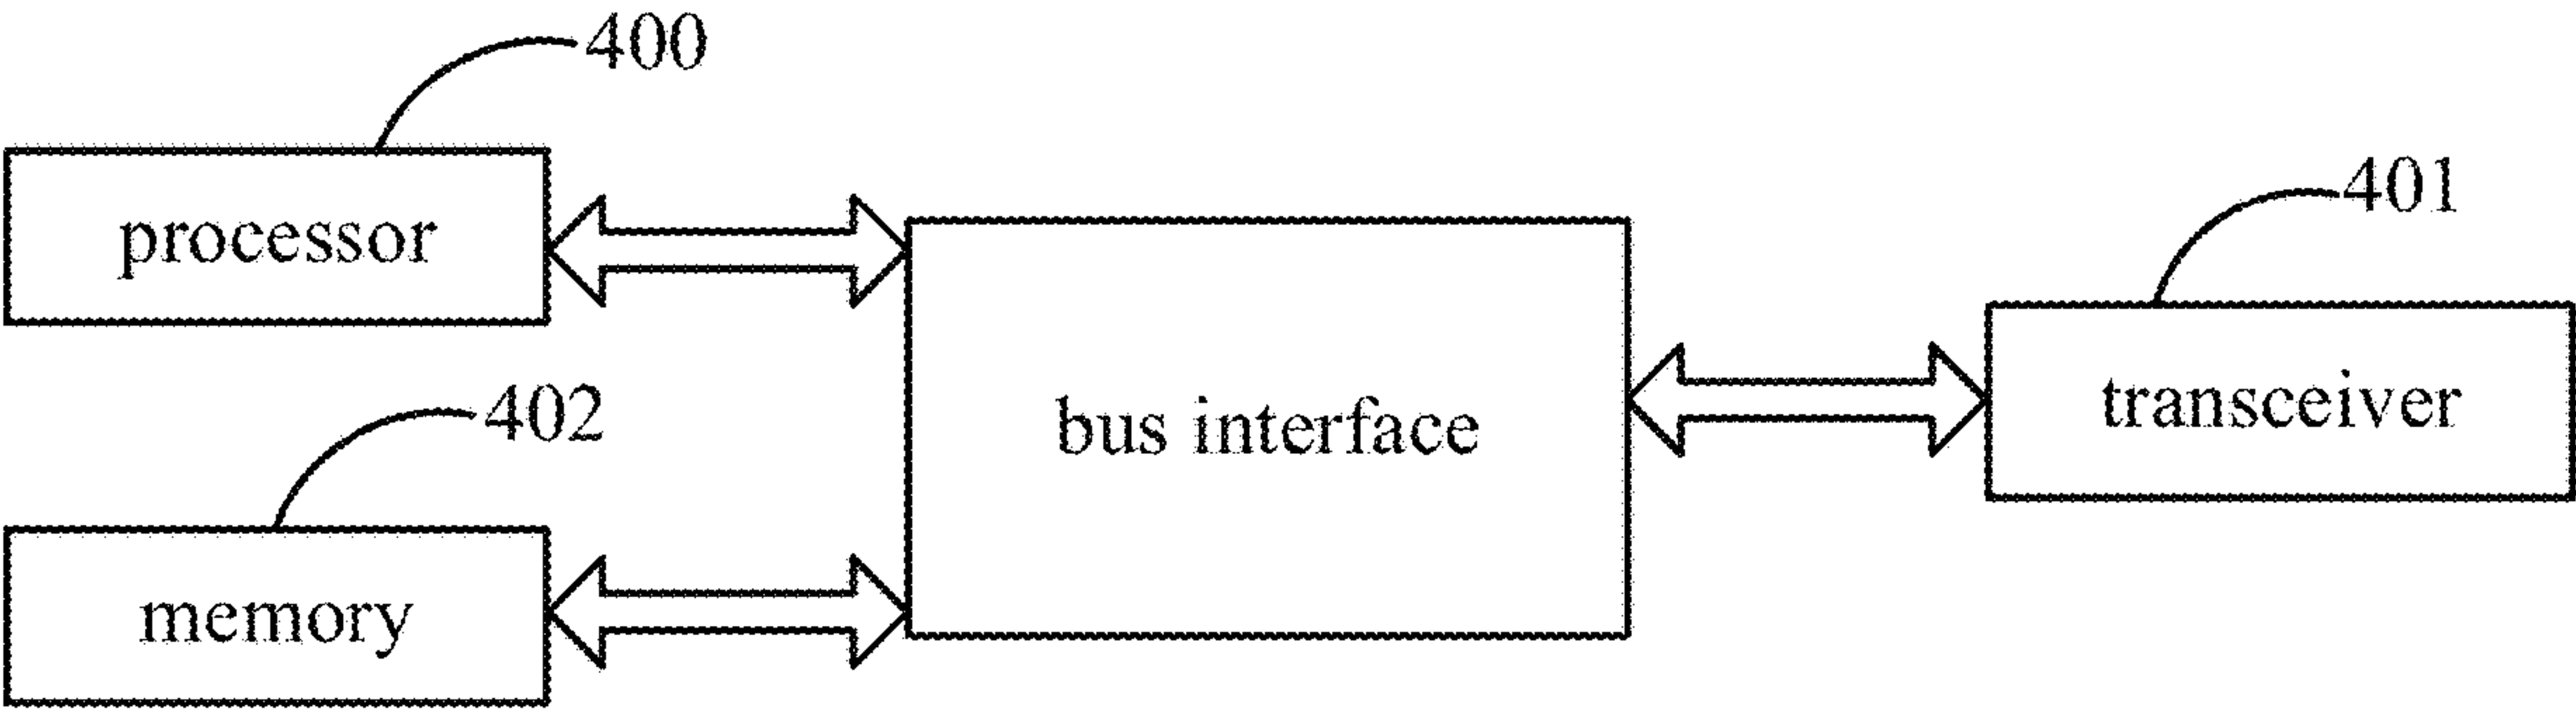 400
processor
401
transceiver
bus interface
402
memory